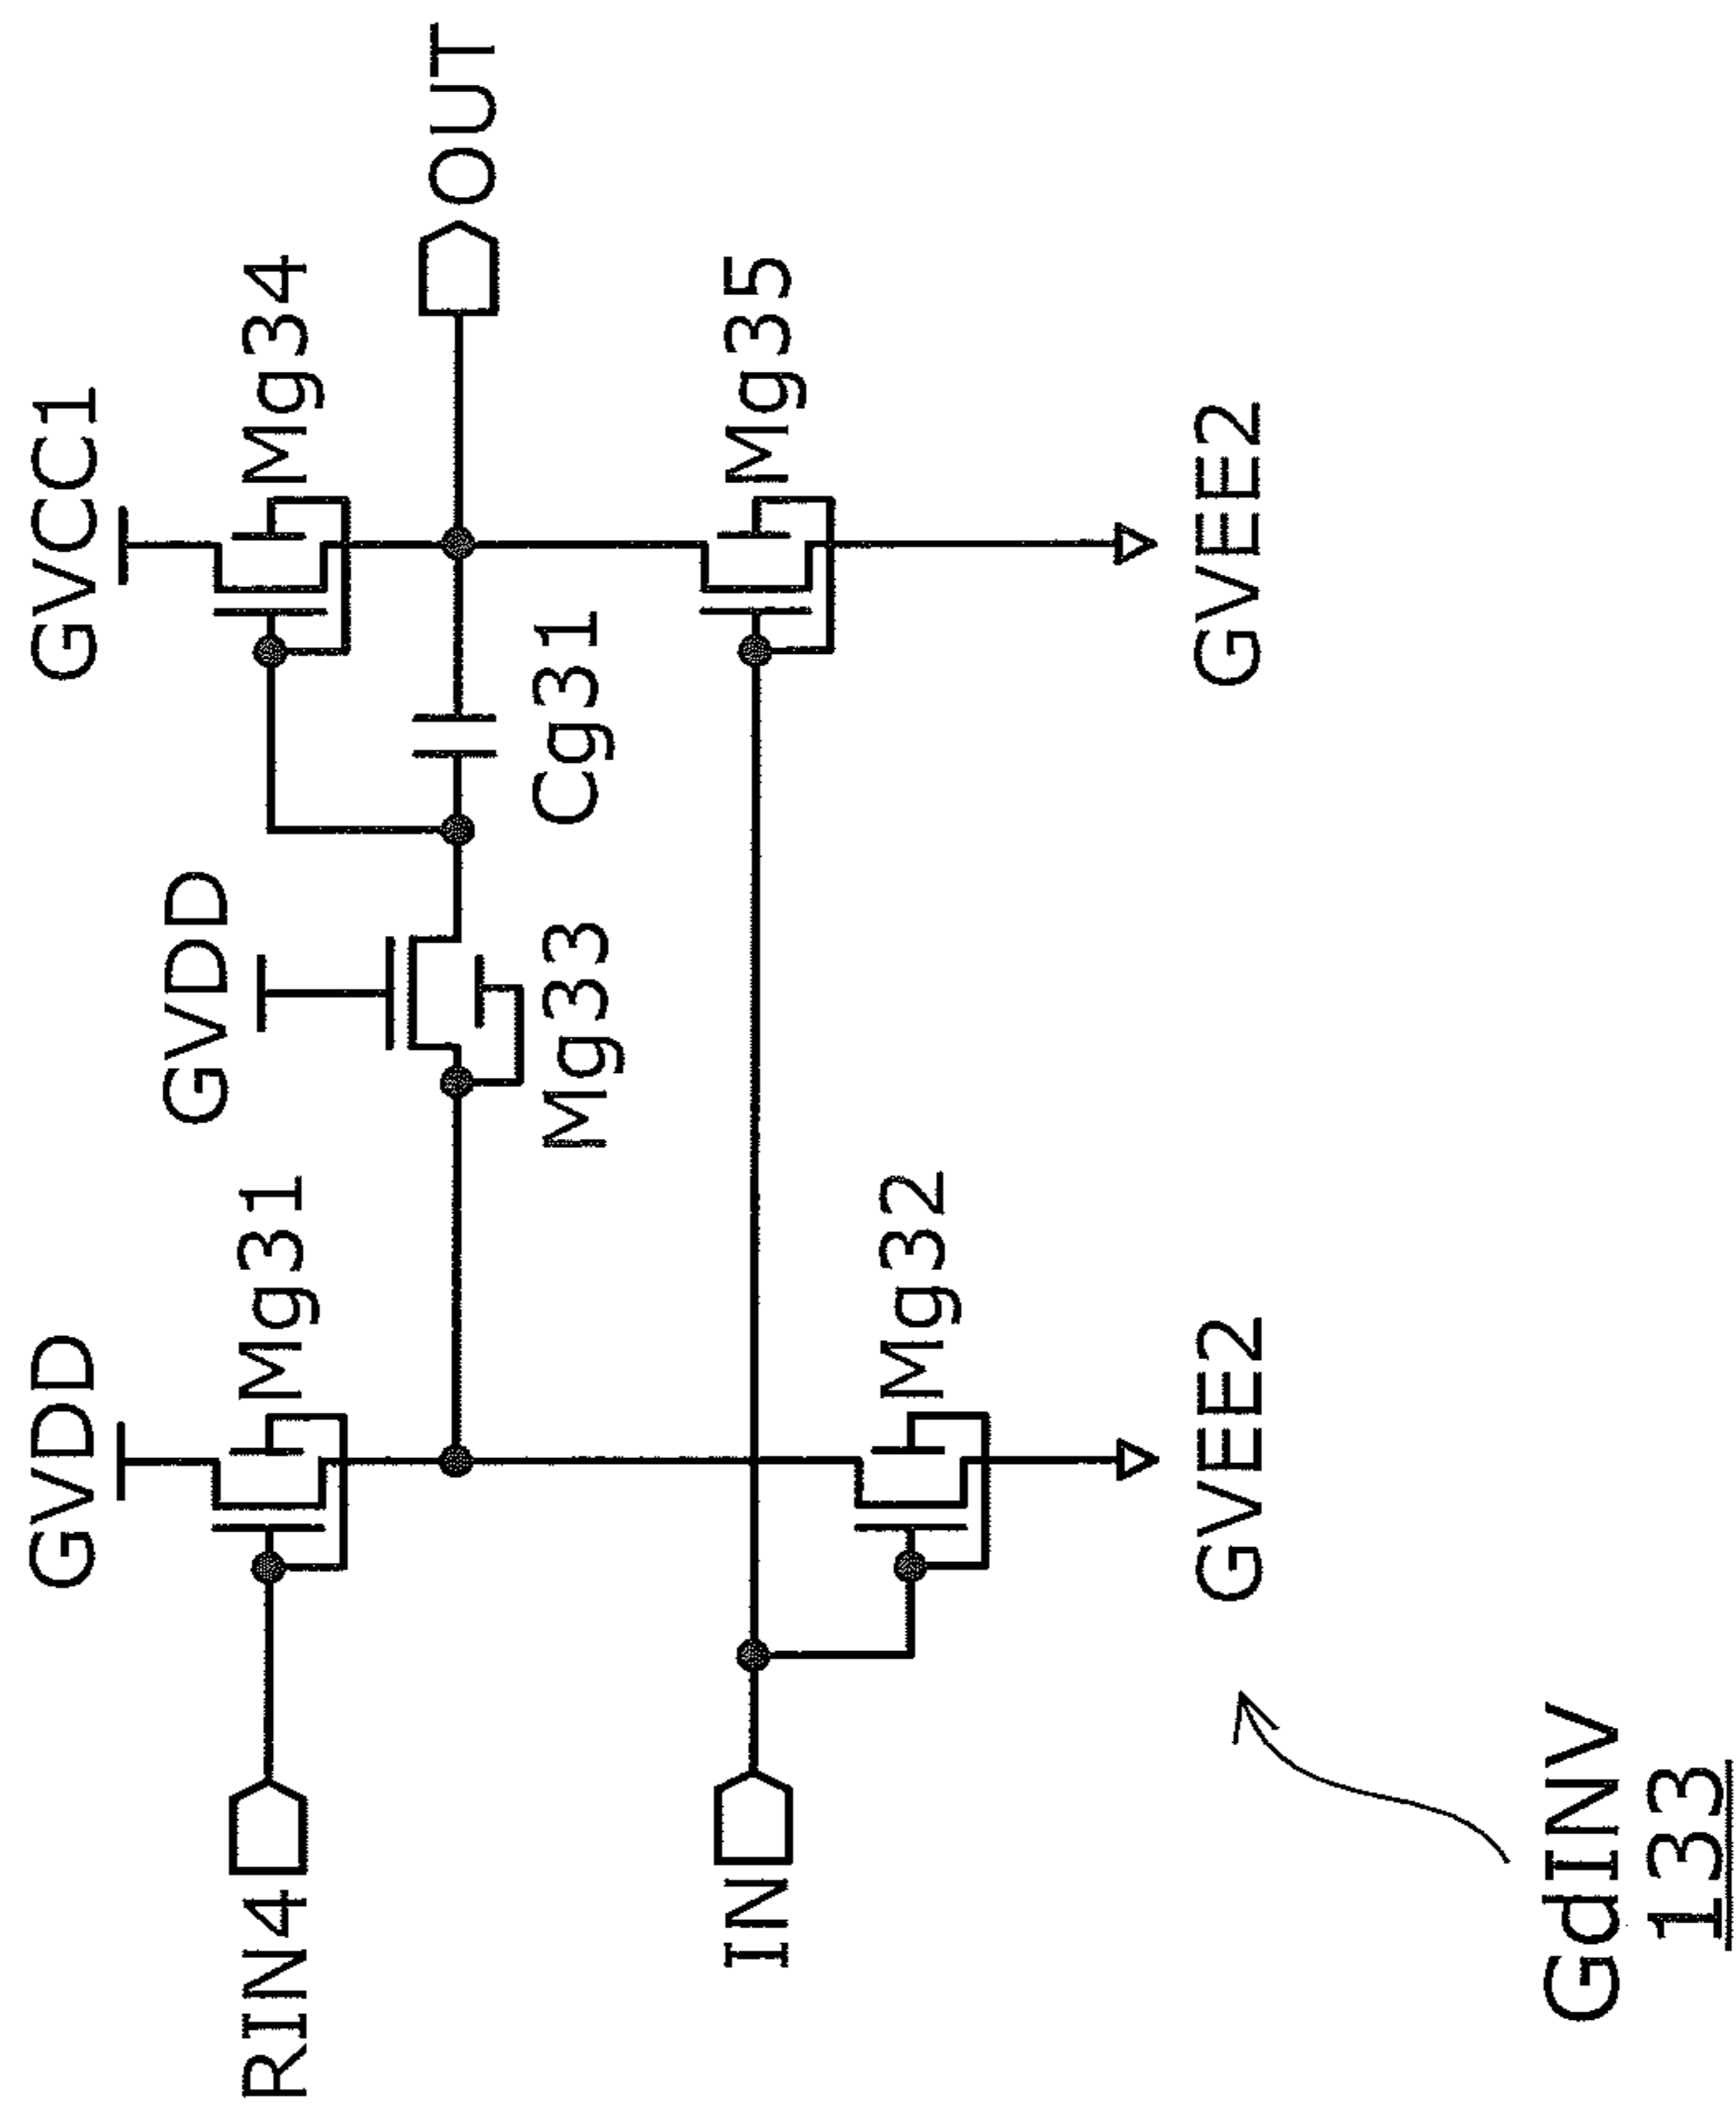 GVDD
GVCC1
Mg31
GVDD
Mg34
RIN4
OUT
Mg33
Cg31
IN
Mg35
Mg32
GVEE2
GVEE2
GdINV
133